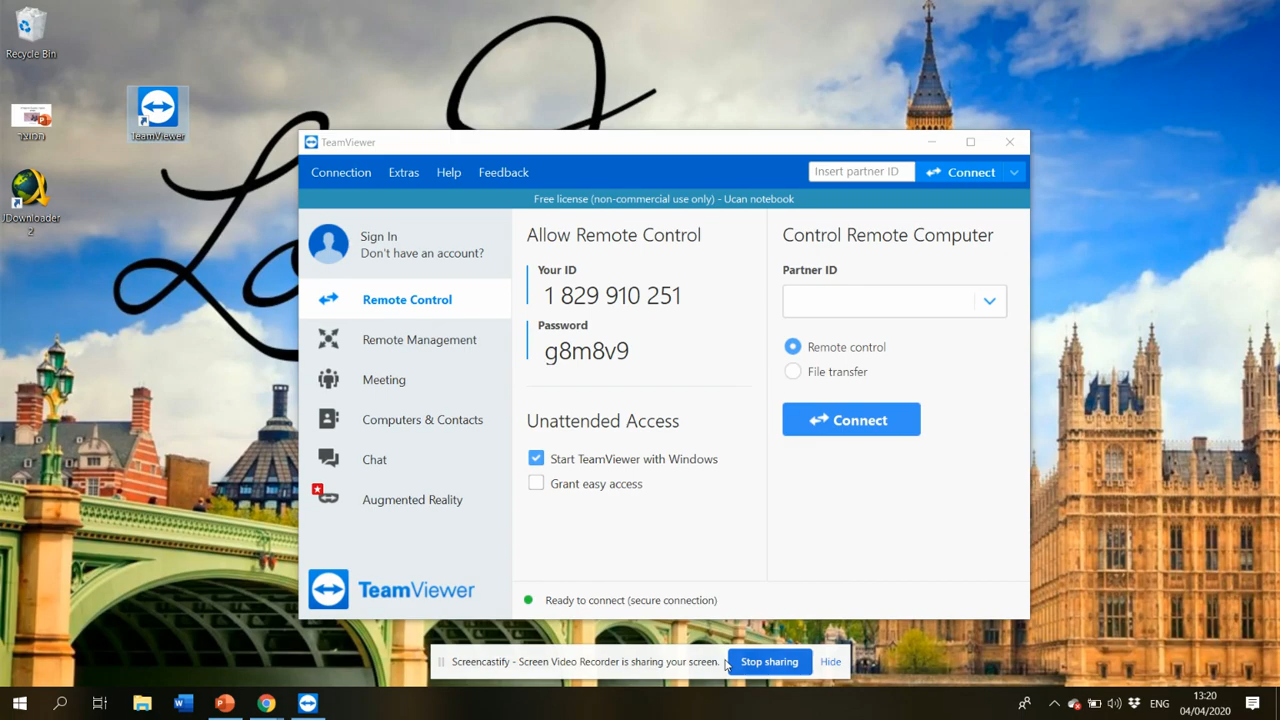 Recycle Bin
המוצר
TeamViewer
JDownloader
2
TeamViewer
Connection Extras Help Feedback
Insert partner ID
Connect
Free license (non-commercial use only) - Ucan notebook
Sign In
Don't have an account?
Remote Control
Remote Management
Meeting
Computers & Contacts
Chat
Augmented Reality
TeamViewer
Allow Remote Control
Your ID
1 829 910 251
Password
g8m8v9
Unattended Access
Start TeamViewer with Windows
Grant easy access
Control Remote Computer
Partner ID
Remote control
File transfer
Connect
Ready to connect (secure connection)
Screencastify - Screen Video Recorder is sharing your screen.
Stop sharing
Hide
ENG
13:20
04/04/2020